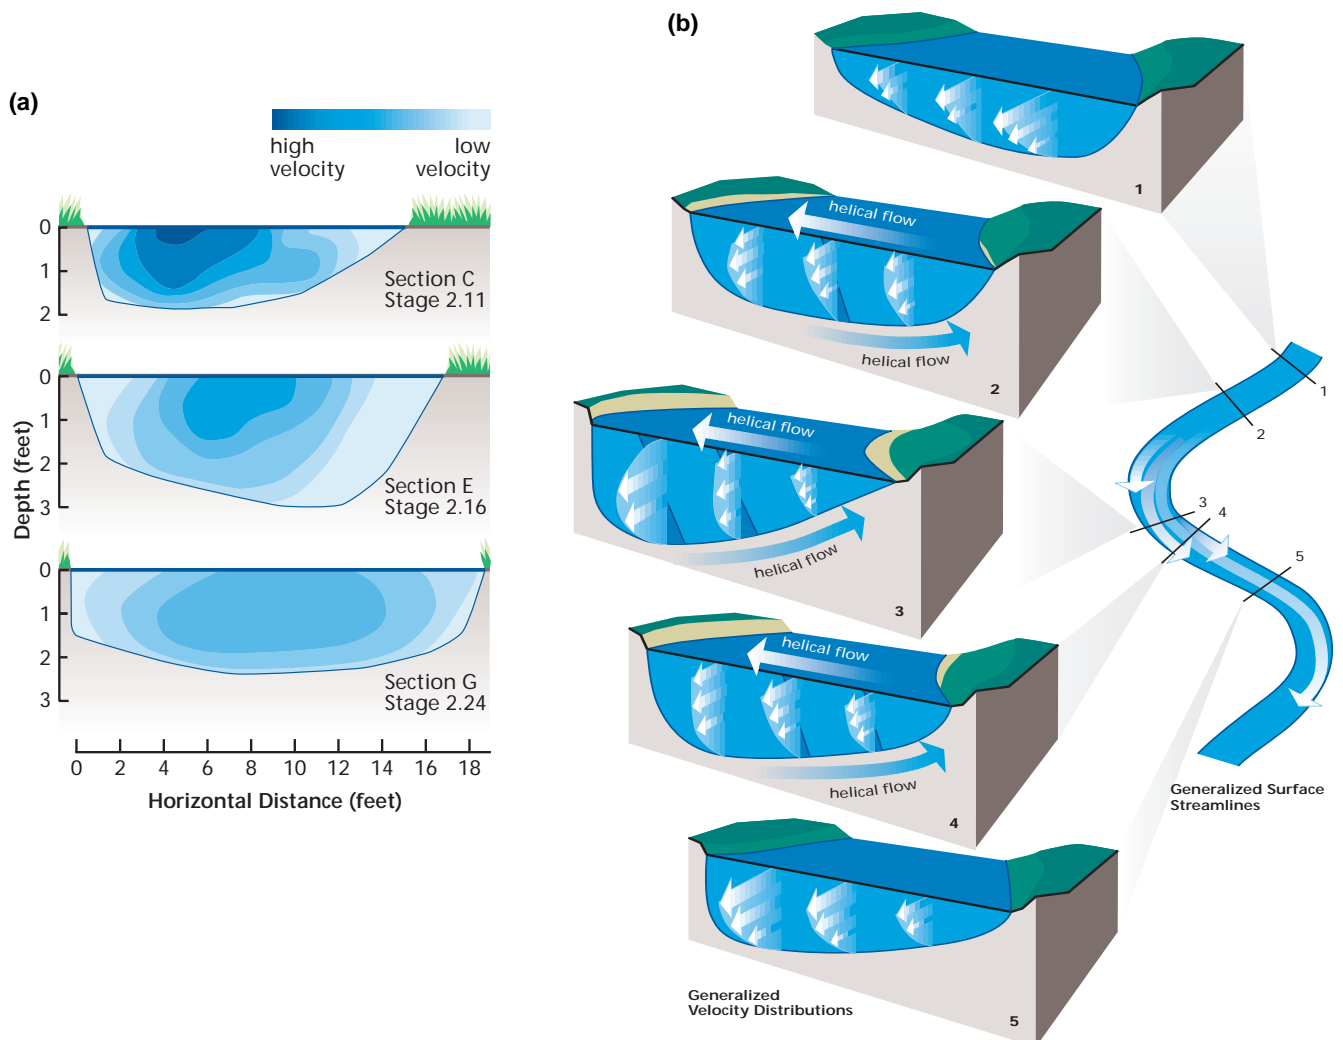 (a)
high
velocity
low
velocity
0
1
2
Section C
Stage 2.11
0
1
2
3
Section E
Stage 2.16
0
1
2
3
Section G
Stage 2.24
Depth (feet)
0 2 4 6 8 10 12 14 16 18
Horizontal Distance (feet)
(b)
1
helical flow
helical flow
2
helical flow
helical flow
3
helical flow
helical flow
4
5
Generalized
Velocity Distributions
1
2
3
4
5
Generalized Surface
Streamlines